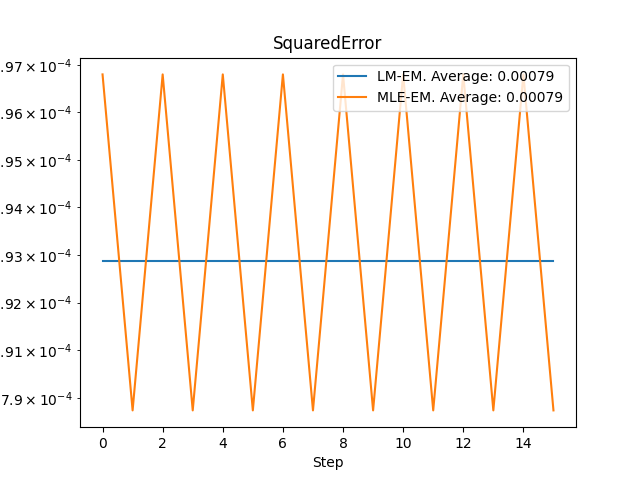 SquaredError
.97 × 10⁻⁴
.96 × 10⁻⁴
.95 × 10⁻⁴
.94 × 10⁻⁴
.93 × 10⁻⁴
.92 × 10⁻⁴
.91 × 10⁻⁴
7.9 × 10⁻⁴
LM-EM. Average: 0.00079
MLE-EM. Average: 0.00079
0 2 4 6 8 10 12 14
Step